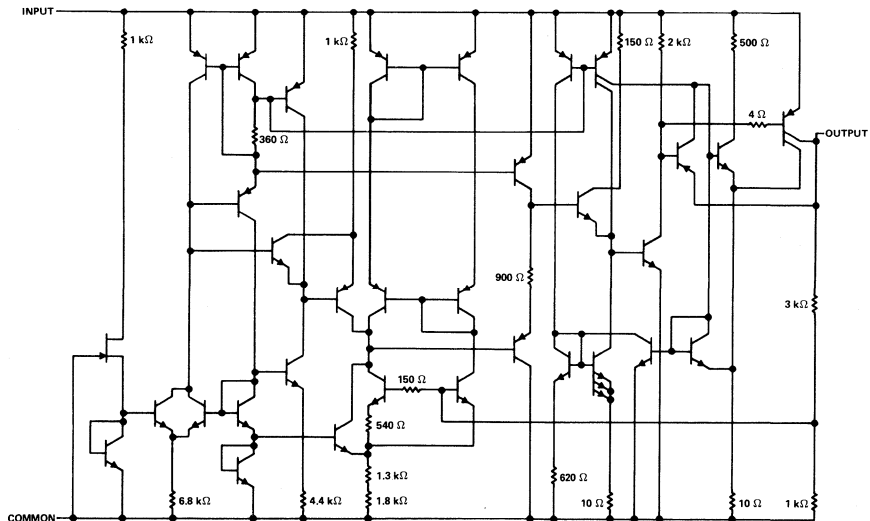 INPUT
1 kΩ
1 kΩ
150 Ω
2 kΩ
500 Ω
4 Ω
OUTPUT
360 Ω
900 Ω
3 kΩ
150 Ω
540 Ω
1.3 kΩ
620 Ω
6.8 kΩ
4.4 kΩ
1.8 kΩ
10 Ω
10 Ω
1 kΩ
COMMON